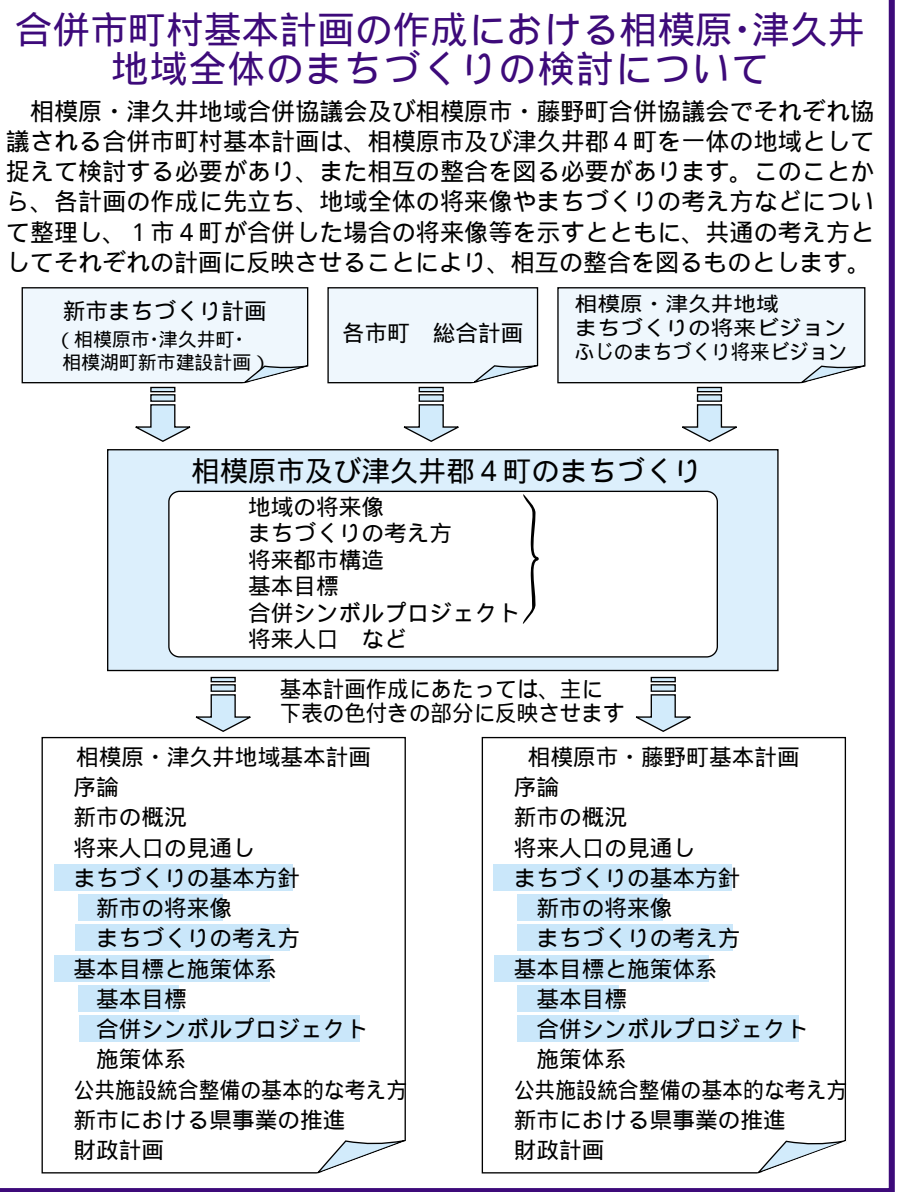 合併市町村基本計画の作成における相模原･津久井
地域全体のまちづくりの検討について
相模原・津久井地域合併協議会及び相模原市・藤野町合併協議会でそれぞれ協
議される合併市町村基本計画は、相模原市及び津久井郡４町を一体の地域として
捉えて検討する必要があり、また相互の整合を図る必要があります。このことか
ら、各計画の作成に先立ち、地域全体の将来像やまちづくりの考え方などについ
て整理し、１市４町が合併した場合の将来像等を示すとともに、共通の考え方と
してそれぞれの計画に反映させることにより、相互の整合を図るものとします。
新市まちづくり計画
（相模原市･津久井町･
相模湖町新市建設計画）
各市町　総合計画
相模原・津久井地域
まちづくりの将来ビジョン
ふじのまちづくり将来ビジョン
相模原市及び津久井郡４町のまちづくり
地域の将来像
まちづくりの考え方
将来都市構造
基本目標
合併シンボルプロジェクト
将来人口　など
基本計画作成にあたっては、主に
下表の色付きの部分に反映させます
相模原・津久井地域基本計画
序論
新市の概況
将来人口の見通し
まちづくりの基本方針
新市の将来像
まちづくりの考え方
基本目標と施策体系
基本目標
合併シンボルプロジェクト
施策体系
公共施設統合整備の基本的な考え方
新市における県事業の推進
財政計画
相模原市・藤野町基本計画
序論
新市の概況
将来人口の見通し
まちづくりの基本方針
新市の将来像
まちづくりの考え方
基本目標と施策体系
基本目標
合併シンボルプロジェクト
施策体系
公共施設統合整備の基本的な考え方
新市における県事業の推進
財政計画